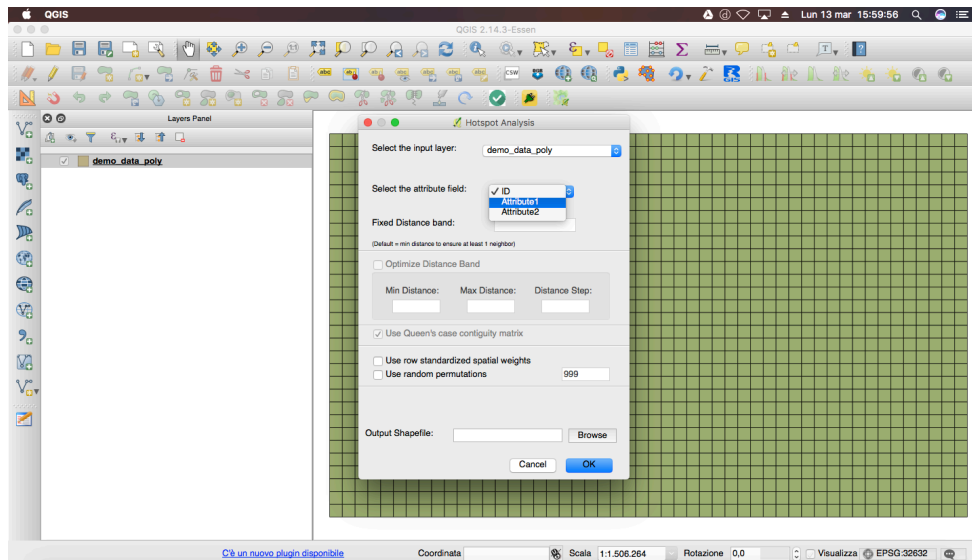 QGIS
Lun 13 mar 15:59:56
QGIS 2.14.3-Essen
Layers Panel
demo_data_poly
Hotspot Analysis
Select the input layer:
demo_data_poly
Select the attribute field:
✓ ID
Attribute1
Attribute2
Fixed Distance band:
(Default = min distance to ensure at least 1 neighbor)
Optimize Distance Band
Min Distance: Max Distance: Distance Step:
Use Queen's case contiguity matrix
Use row standardized spatial weights
Use random permutations 999
Output Shapefile: Browse
Cancel OK
C'è un nuovo plugin disponibile Coordinata Scala 1:1.506.264 Rotazione 0,0 Visualizza EPSG:32632